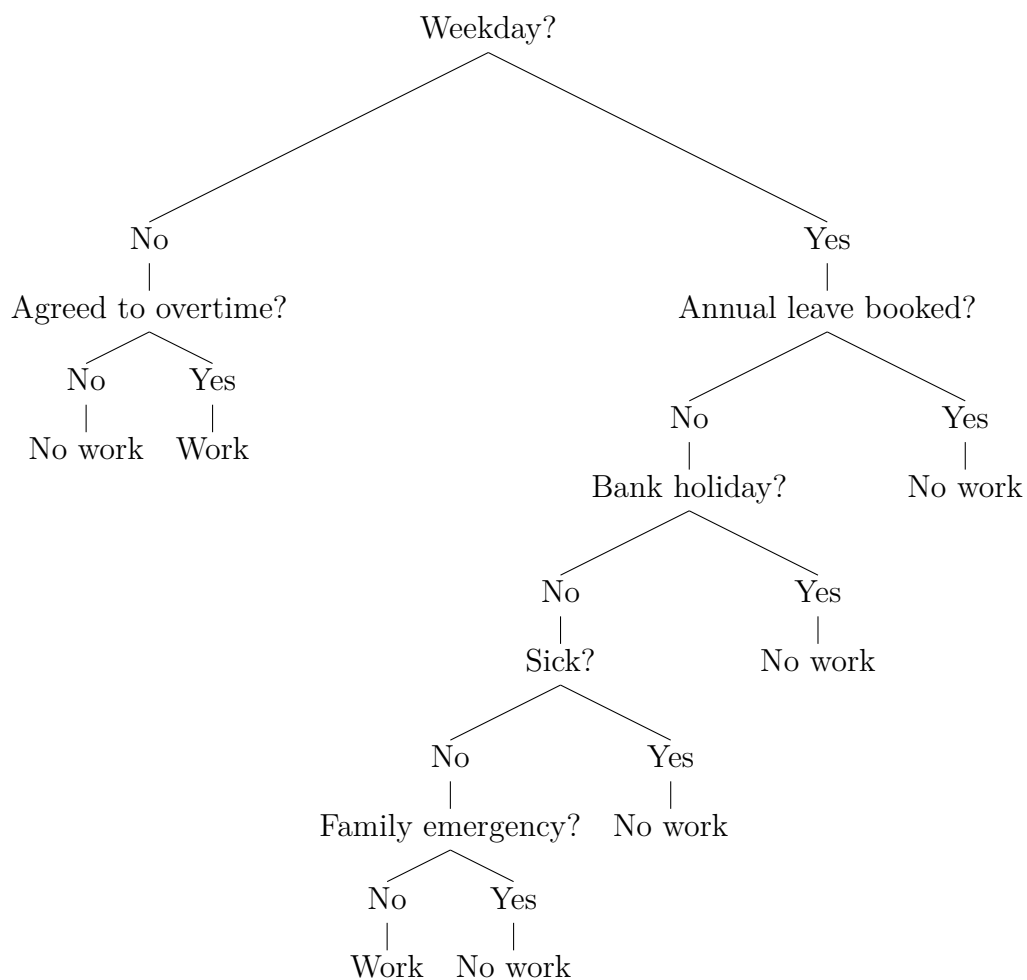 Weekday?
No
Yes
Agreed to overtime?
Annual leave booked?
No
Yes
No
Yes
No work
Work
Bank holiday?
No work
No
Yes
Sick?
No work
No
Yes
Family emergency?
No work
No
Yes
Work
No work